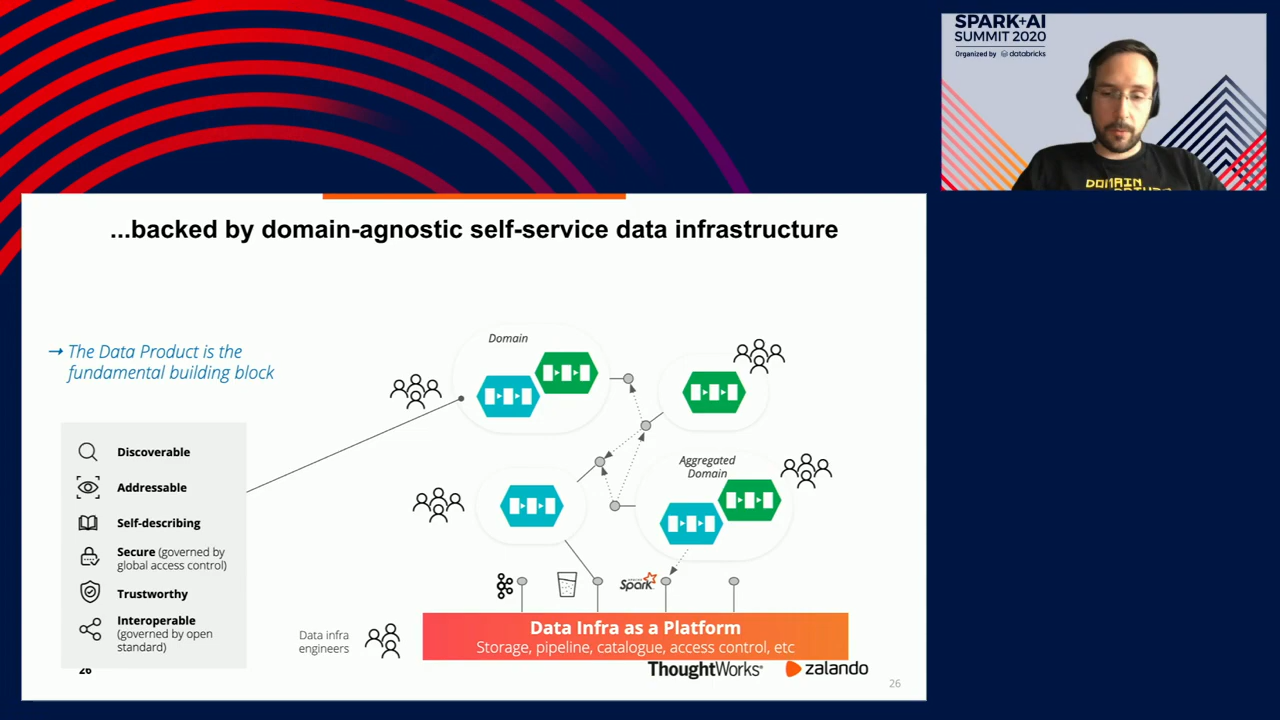 SPARK+AI
SUMMIT 2020
Organized by databricks
DOMAIN
...backed by domain-agnostic self-service data infrastructure
→ The Data Product is the
fundamental building block
Discoverable
Addressable
Self-describing
Secure (governed by
global access control)
Trustworthy
Interoperable
(governed by open
standard)
Domain
Aggregated
Domain
Spark
Data infra
engineers
Data Infra as a Platform
Storage, pipeline, catalogue, access control, etc
ThoughtWorks
zalando
26
26